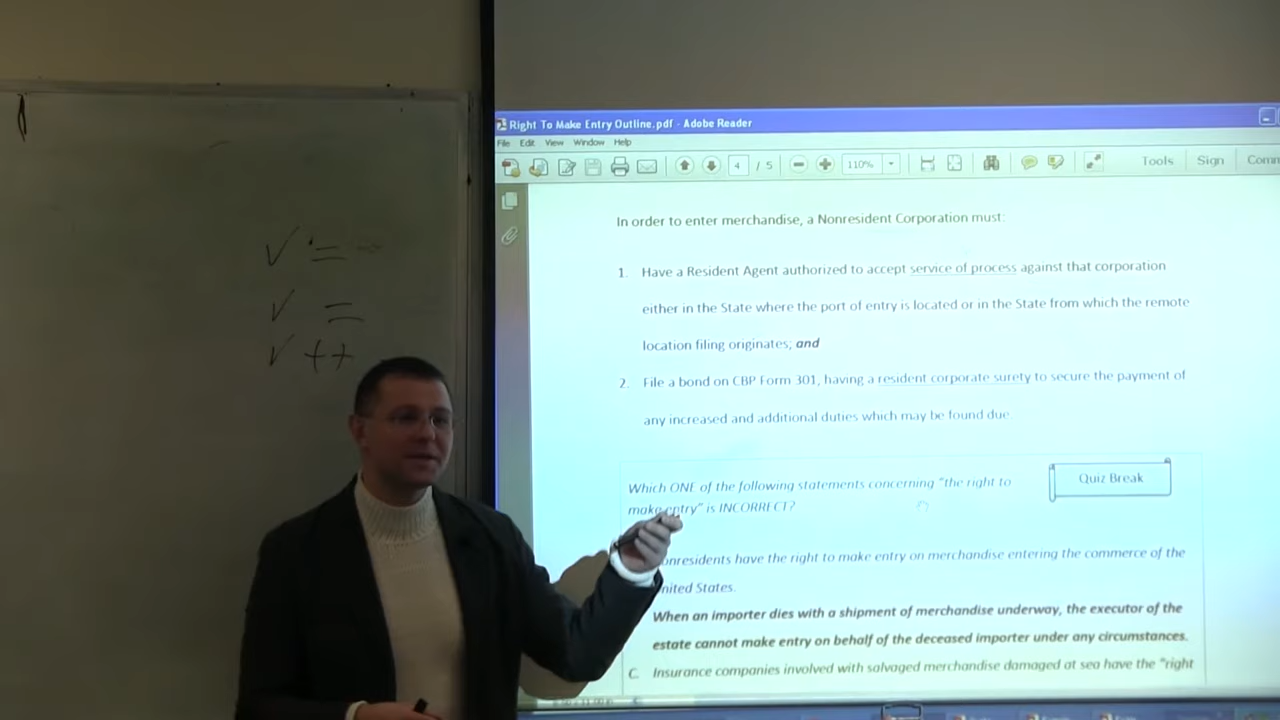 Right To Make Entry Outline.pdf - Adobe Reader
File Edit View Window Help
4 / 5 110% Tools Sign Comm
In order to enter merchandise, a Nonresident Corporation must:
1. Have a Resident Agent authorized to accept service of process against that corporation
either in the State where the port of entry is located or in the State from which the remote
location filing originates; and
2. File a bond on CBP Form 301, having a resident corporate surety to secure the payment of
any increased and additional duties which may be found due
Which ONE of the following statements concerning "the right to
make entry" is INCORRECT?
Quiz Break
onresidents have the right to make entry on merchandise entering the commerce of the
nited States.
When an importer dies with a shipment of merchandise underway, the executor of the
estate cannot make entry on behalf of the deceased importer under any circumstances.
C. Insurance companies involved with salvaged merchandise damaged at sea have the "right
√ =
√ =
√ ++